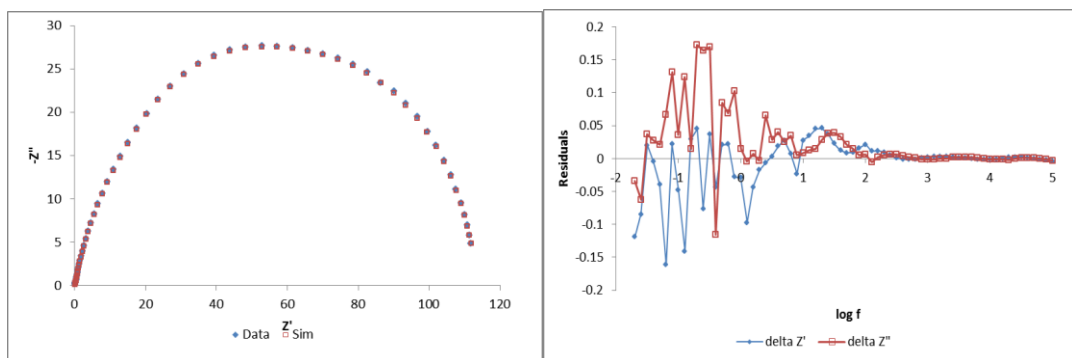 30
25
20
15
10
5
0
-Z"
0 20 40 60 80 100 120
Z'
Data Sim
0.2
0.15
0.1
0.05
0
-0.05
-0.1
-0.15
-0.2
Residuals
-2 -1 0 1 2 3 4 5
log f
delta Z' delta Z"